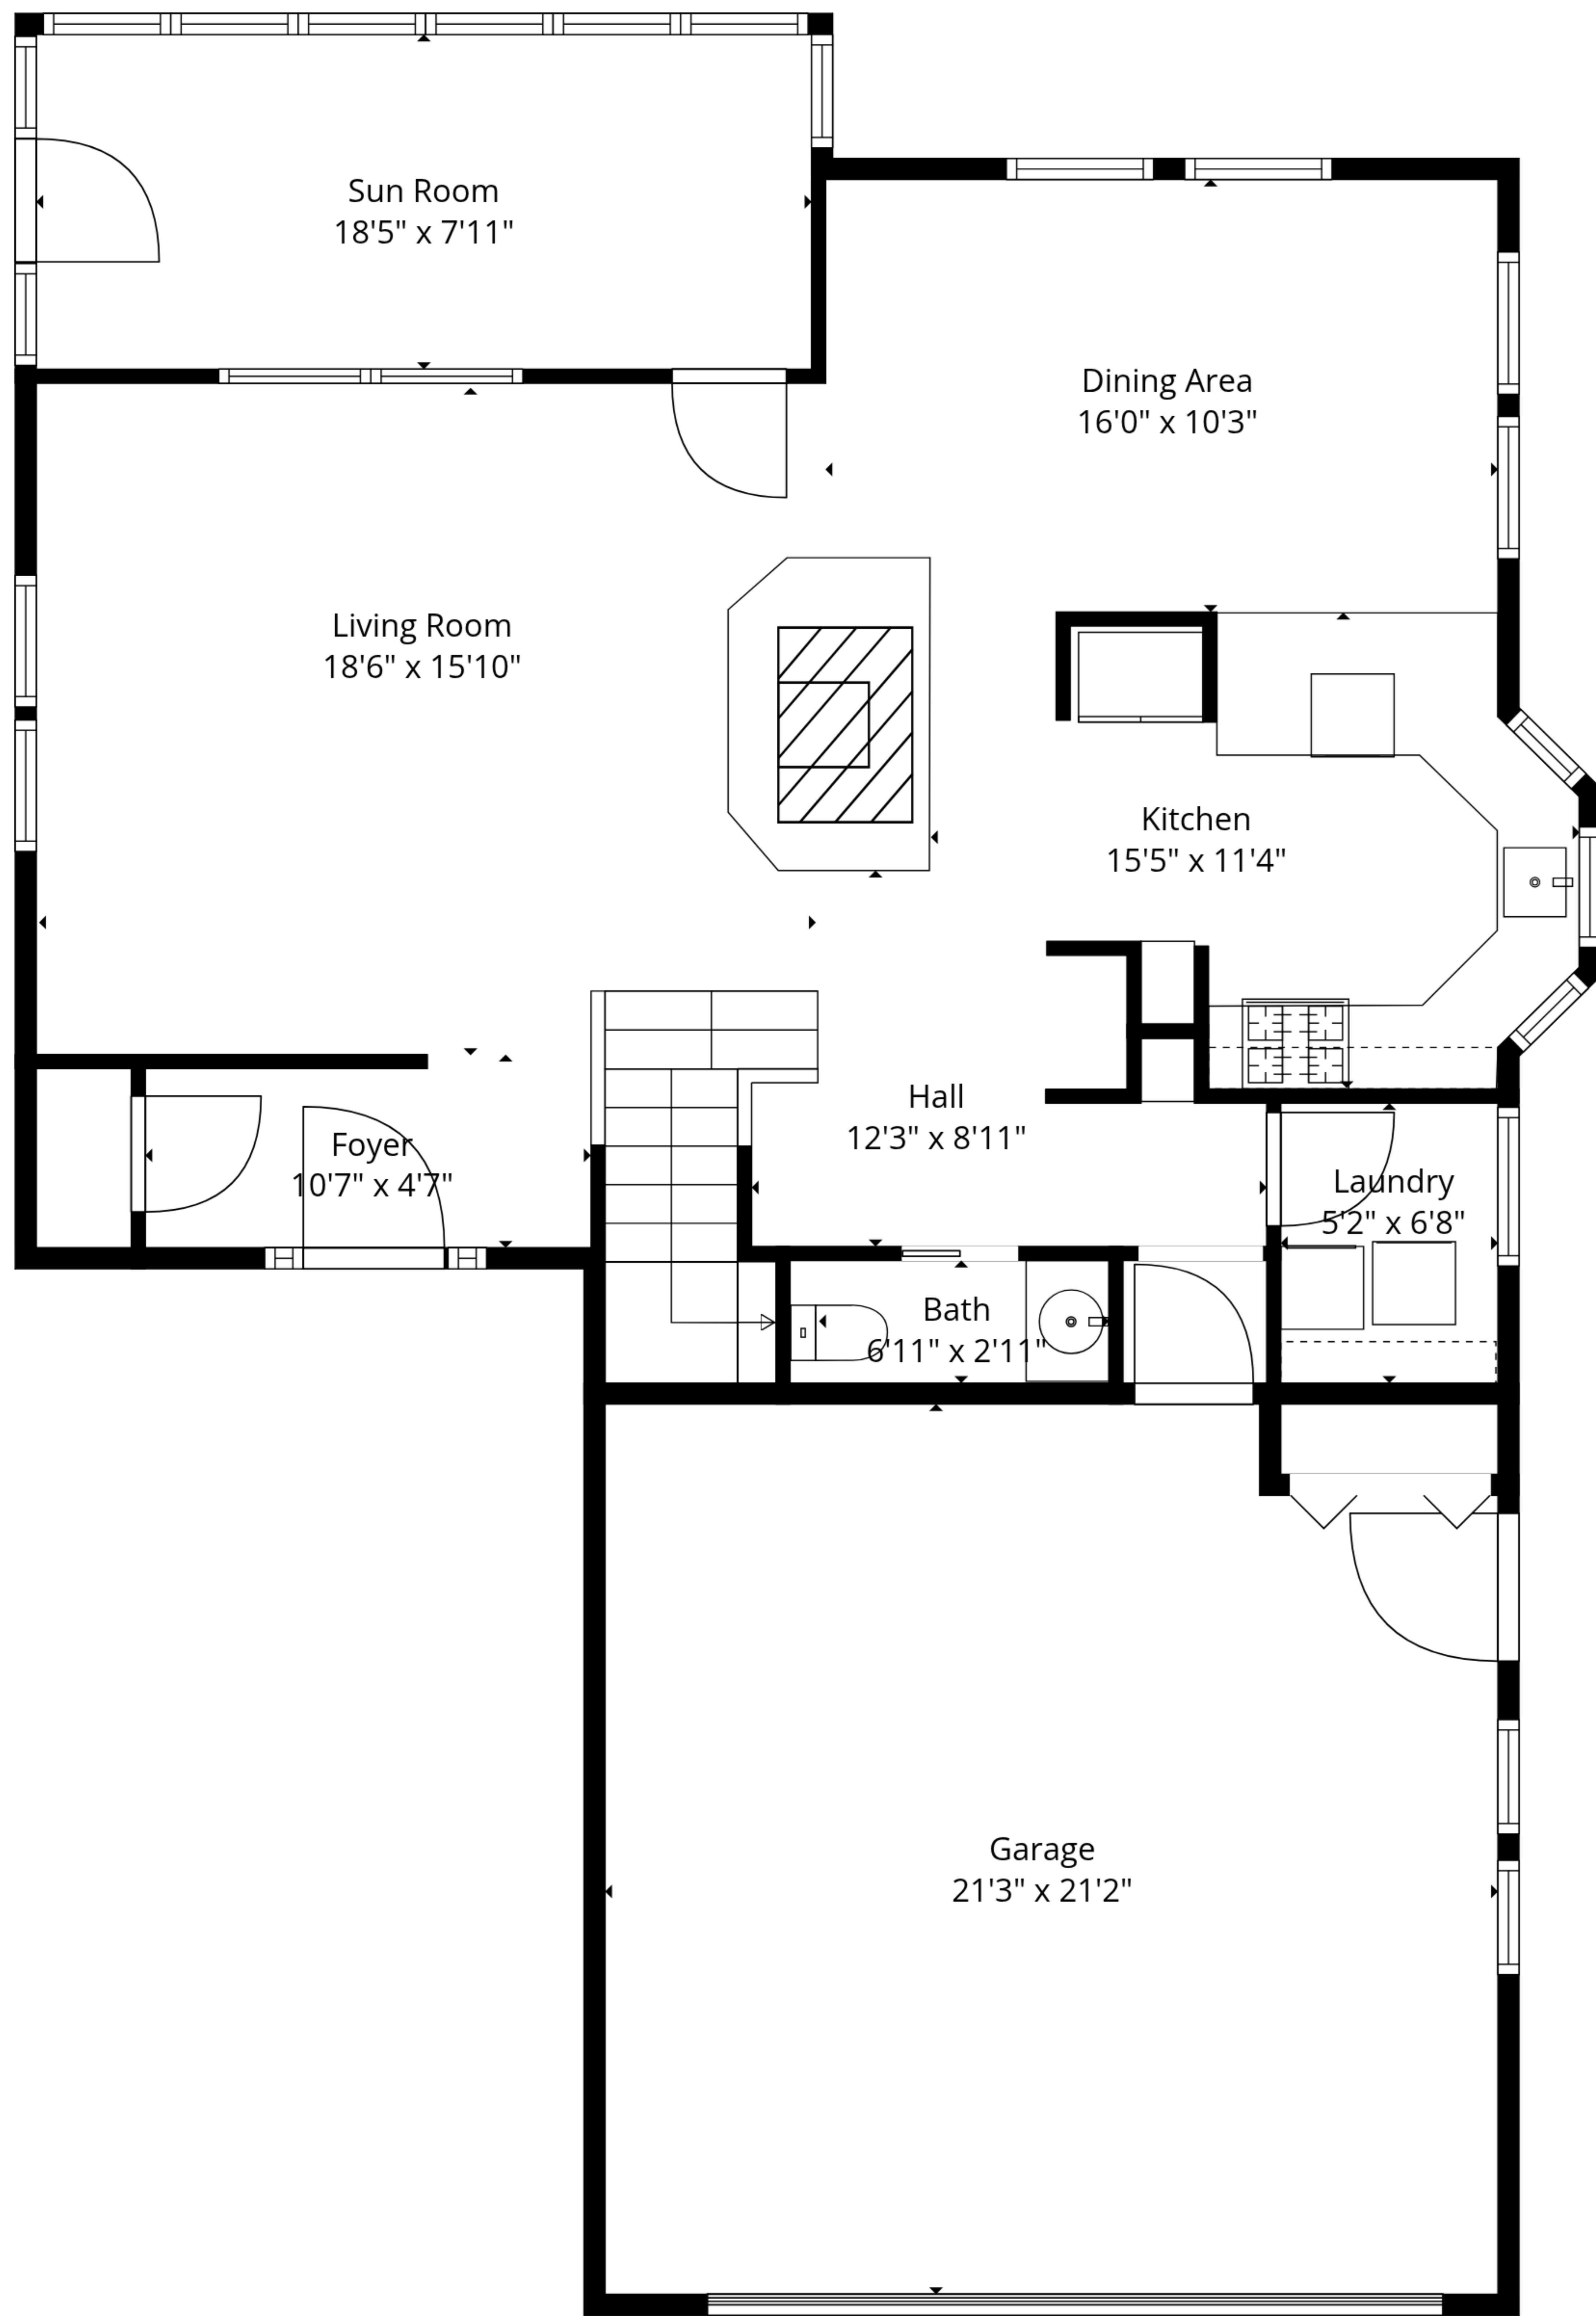 Sun Room
18'5" x 7'11"
Dining Area
16'0" x 10'3"
Living Room
18'6" x 15'10"
Kitchen
15'5" x 11'4"
Hall
12'3" x 8'11"
Foyer
10'7" x 4'7"
Laundry
5'2" x 6'8"
Bath
6'11" x 2'11"
Garage
21'3" x 21'2"